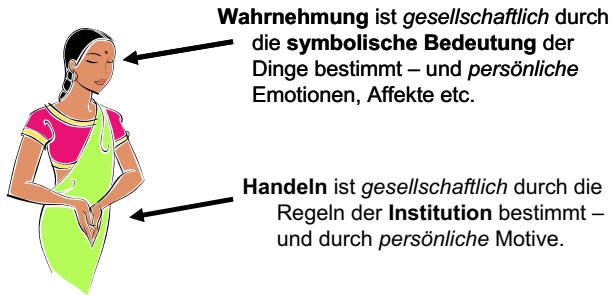 Wahrnehmung ist gesellschaftlich durch
die symbolische Bedeutung der
Dinge bestimmt – und persönliche
Emotionen, Affekte etc.
Handeln ist gesellschaftlich durch die
Regeln der Institution bestimmt –
und durch persönliche Motive.